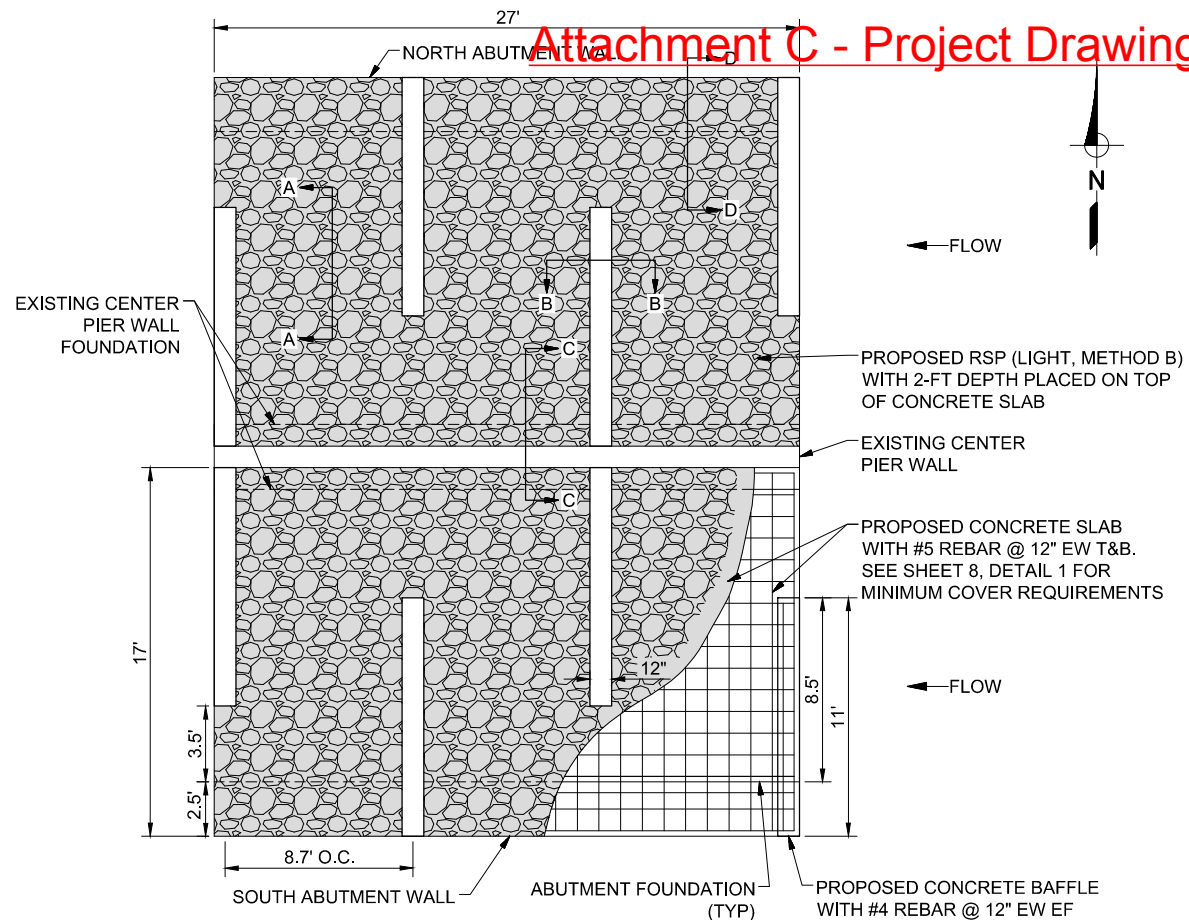 27'
Attachment C - Project Drawing
NORTH ABUTMENT WALL
D
A
D
N
FLOW
B
B
EXISTING CENTER
PIER WALL
FOUNDATION
A
C
PROPOSED RSP (LIGHT, METHOD B)
WITH 2-FT DEPTH PLACED ON TOP
OF CONCRETE SLAB
EXISTING CENTER
PIER WALL
C
PROPOSED CONCRETE SLAB
WITH #5 REBAR @ 12" EW T&B.
SEE SHEET 8, DETAIL 1 FOR
MINIMUM COVER REQUIREMENTS
17'
12"
8.5'
11'
FLOW
3.5'
2.5'
8.7' O.C.
SOUTH ABUTMENT WALL
ABUTMENT FOUNDATION
(TYP)
PROPOSED CONCRETE BAFFLE
WITH #4 REBAR @ 12" EW EF